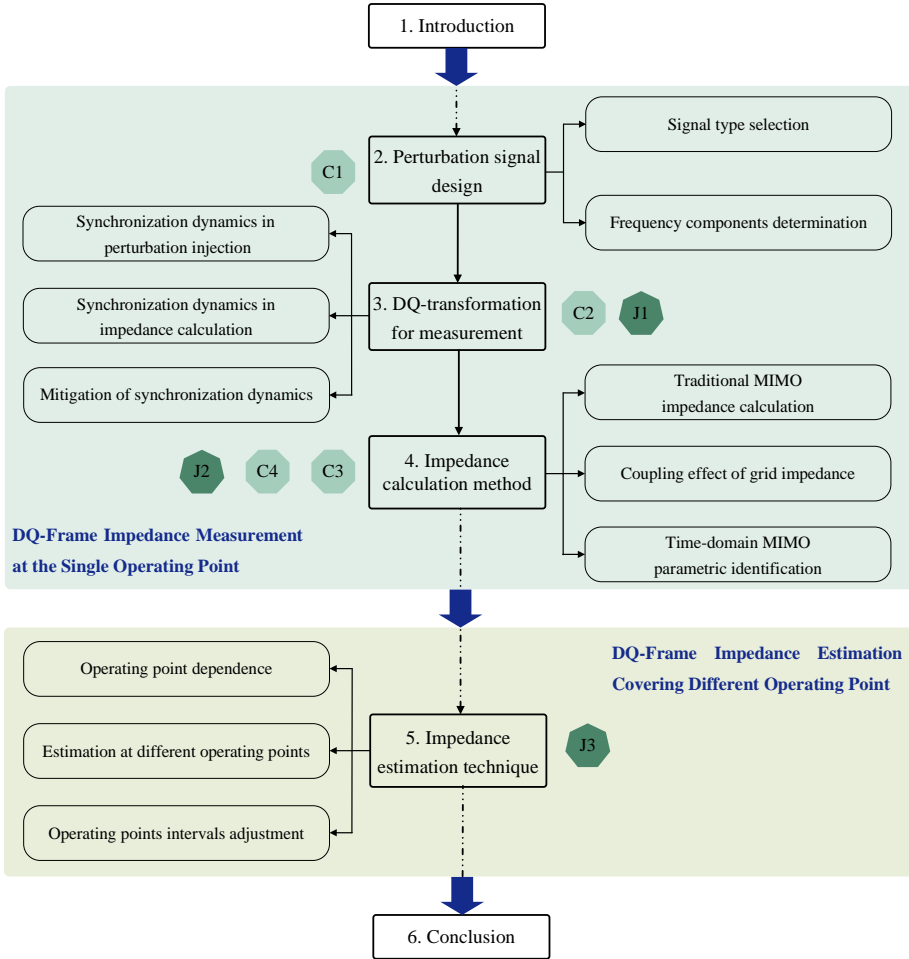 1. Introduction
Signal type selection
2. Perturbation signal
design
C1
Frequency components determination
Synchronization dynamics in
perturbation injection
3. DQ-transformation
for measurement
C2
J1
Synchronization dynamics in
impedance calculation
Mitigation of synchronization dynamics
Traditional MIMO
impedance calculation
J2
C4
C3
4. Impedance
calculation method
Coupling effect of grid impedance
Time-domain MIMO
parametric identification
DQ-Frame Impedance Measurement
at the Single Operating Point
DQ-Frame Impedance Estimation
Covering Different Operating Point
Operating point dependence
Estimation at different operating points
5. Impedance
estimation technique
J3
Operating points intervals adjustment
6. Conclusion